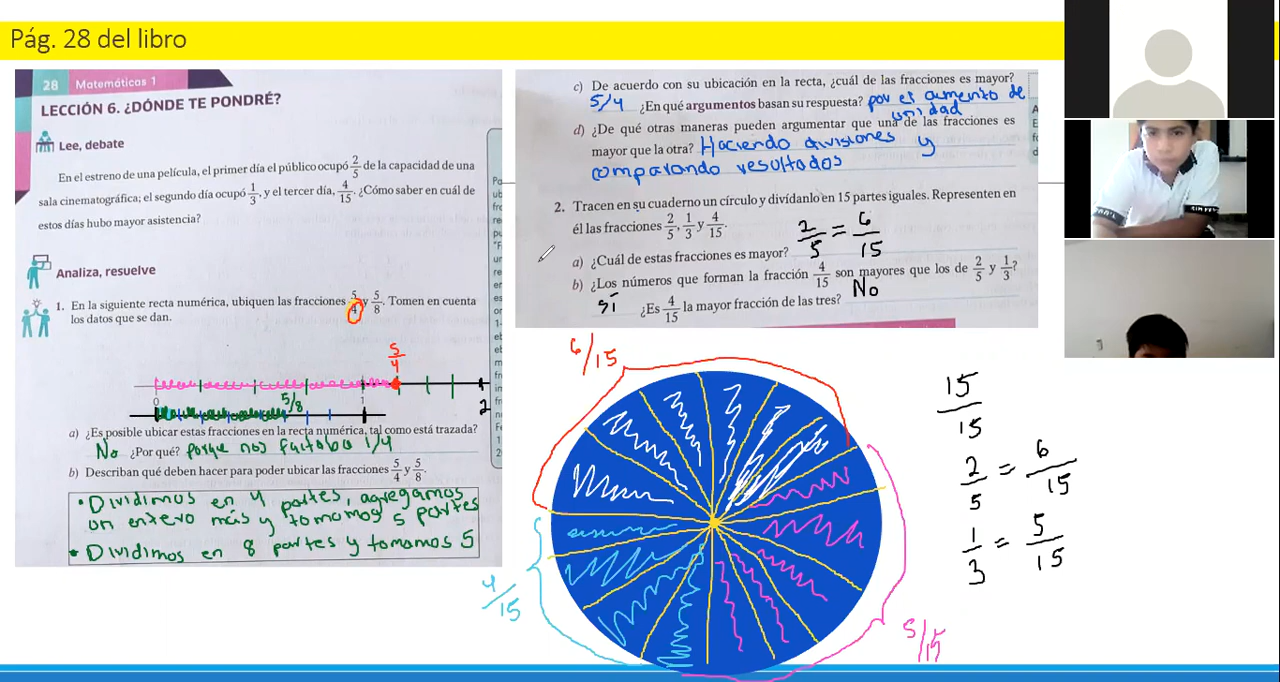 Pág. 28 del libro
28 Matemáticas 1
LECCIÓN 6. ¿DÓNDE TE PONDRÉ?
Lee, debate
En el estreno de una película, el primer día el público ocupó 2/5 de la capacidad de una
sala cinematográfica; el segundo día ocupó 1/3, y el tercer día, 4/15. ¿Cómo saber en cuál de
estos días hubo mayor asistencia?
Analiza, resuelve
1. En la siguiente recta numérica, ubiquen las fracciones 5/4 y 5/8. Tomen en cuenta
los datos que se dan.
5/4
5/8
0 1
2
a) ¿Es posible ubicar estas fracciones en la recta numérica, tal como está trazada?
No ¿Por qué? porque nos faltaba 1/4
b) Describan qué deben hacer para poder ubicar las fracciones 5/4 y 5/8.
• Dividimos en 4 partes, agregamos
un entero más y tomamos 5 partes
• Dividimos en 8 partes y tomamos 5
c) De acuerdo con su ubicación en la recta, ¿cuál de las fracciones es mayor?
5/4 ¿En qué argumentos basan su respuesta? por el aumento de
unidad
d) ¿De qué otras maneras pueden argumentar que una de las fracciones es
mayor que la otra? Haciendo divisiones y
comparando resultados
2. Tracen en su cuaderno un círculo y divídanlo en 15 partes iguales. Representen en
él las fracciones 2/5, 1/3 y 4/15.
a) ¿Cuál de estas fracciones es mayor? 2/5 = 6/15
b) ¿Los números que forman la fracción 4/15 son mayores que los de 2/5 y 1/3?
Sí ¿Es 4/15 la mayor fracción de las tres? No
6/15
4/15
5/15
15/15
2/5 = 6/15
1/3 = 5/15